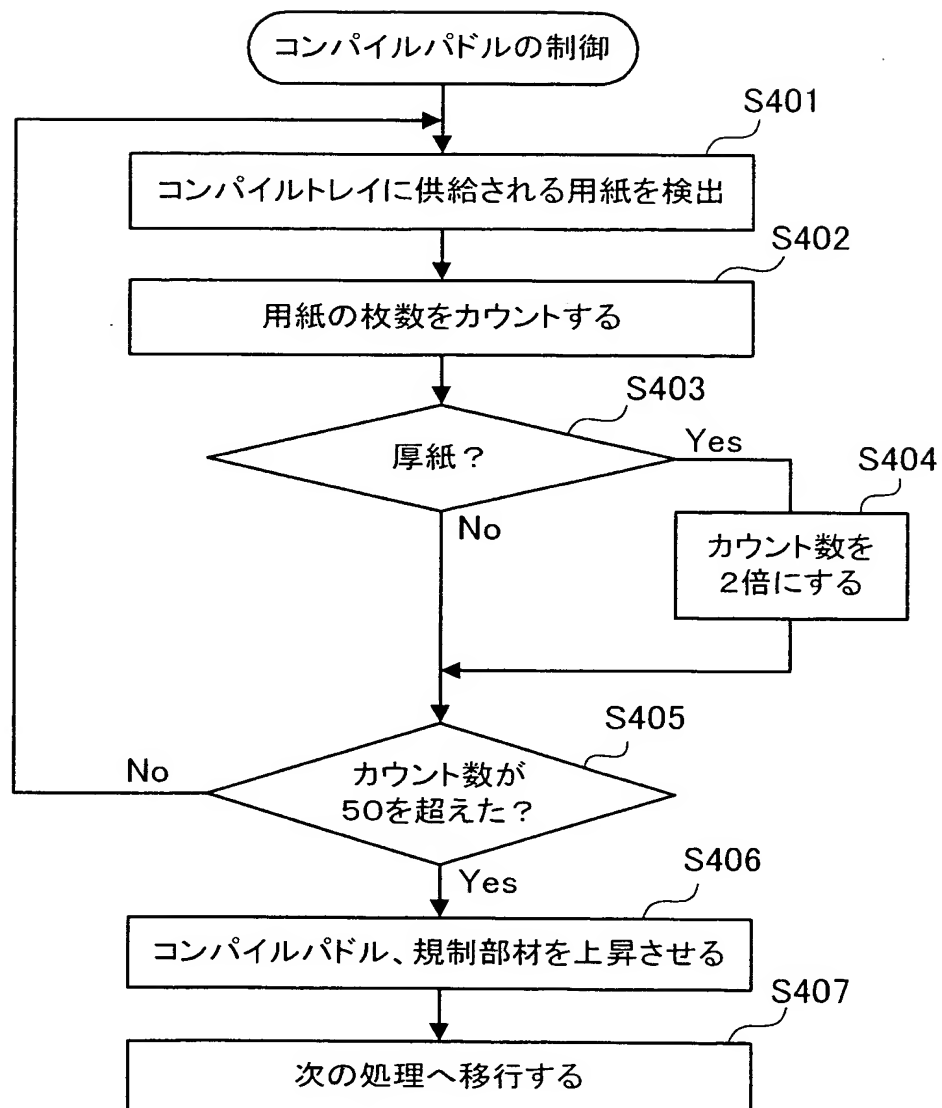 コンパイルパドルの制御
S401
コンパイルトレイに供給される用紙を検出
S402
用紙の枚数をカウントする
S403
厚紙？
Yes
No
S404
カウント数を
２倍にする
S405
カウント数が
５０を超えた？
No
Yes
S406
コンパイルパドル、規制部材を上昇させる
S407
次の処理へ移行する